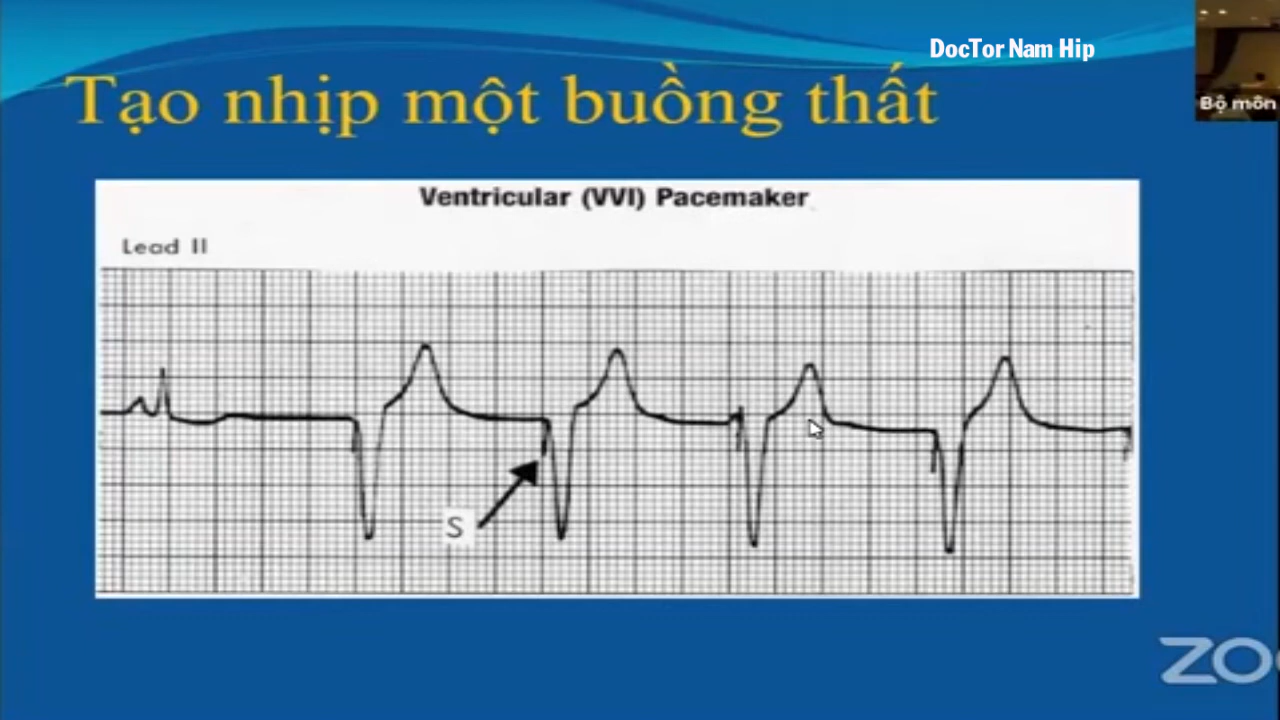 DocTor Nam Hip
Tạo nhịp một buồng thất
Bộ môn
Ventricular (VVI) Pacemaker
Lead II
S